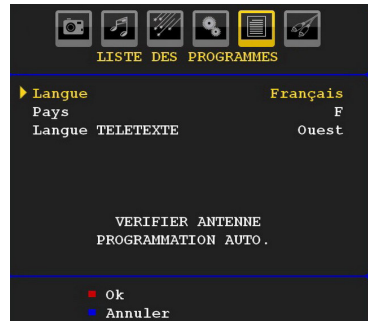 LISTE DES PROGRAMMES
Langue Français
Pays F
Langue TELETEXTE Ouest
VERIFIER ANTENNE
PROGRAMMATION AUTO.
Ok
Annuler